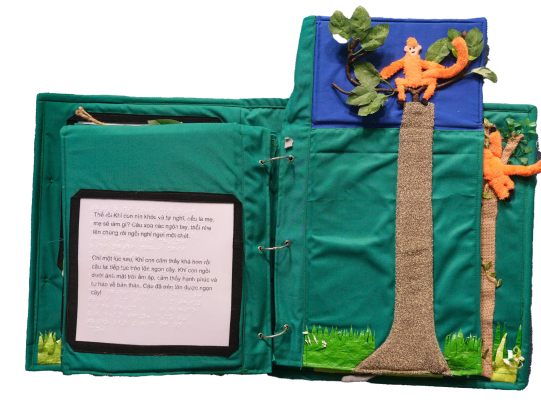 Thế rồi Khỉ con nín khóc và tự nghĩ, nếu là mẹ,
mẹ sẽ làm gì? Cậu xoa các ngón tay, thổi nhẹ
lên chúng rồi ngồi nghỉ ngơi một chút.
Chỉ một lúc sau, Khỉ con cảm thấy khá hơn rồi
cậu lại tiếp tục trèo lên ngọn cây. Khỉ con ngồi
dưới ánh mặt trời ấm áp, cảm thấy hạnh phúc và
tự hào về bản thân. Cậu đã trèo lên được ngọn
cây!